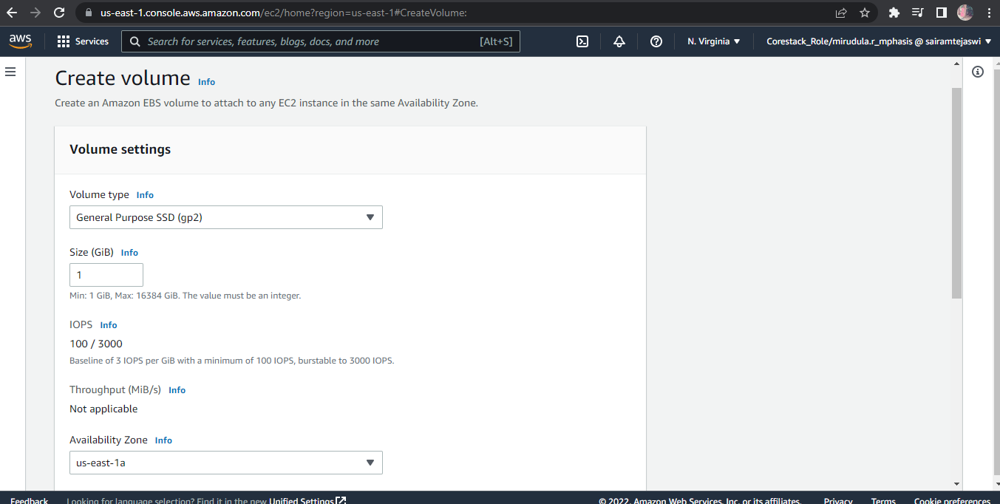 us-east-1.console.aws.amazon.com/ec2/home?region=us-east-1#CreateVolume:
aws Services Search for services, features, blogs, docs, and more [Alt+S] N. Virginia Corestack_Role/mirudula.r_mphasis @ sairamtejaswi
Create volume Info
Create an Amazon EBS volume to attach to any EC2 instance in the same Availability Zone.
Volume settings
Volume type Info
General Purpose SSD (gp2)
Size (GiB) Info
1
Min: 1 GiB, Max: 16384 GiB. The value must be an integer.
IOPS Info
100 / 3000
Baseline of 3 IOPS per GiB with a minimum of 100 IOPS, burstable to 3000 IOPS.
Throughput (MiB/s) Info
Not applicable
Availability Zone Info
us-east-1a
Feedback Looking for language selection? Find it in the new Unified Settings © 2022, Amazon Web Services, Inc. or its affiliates. Privacy Terms Cookie preferences